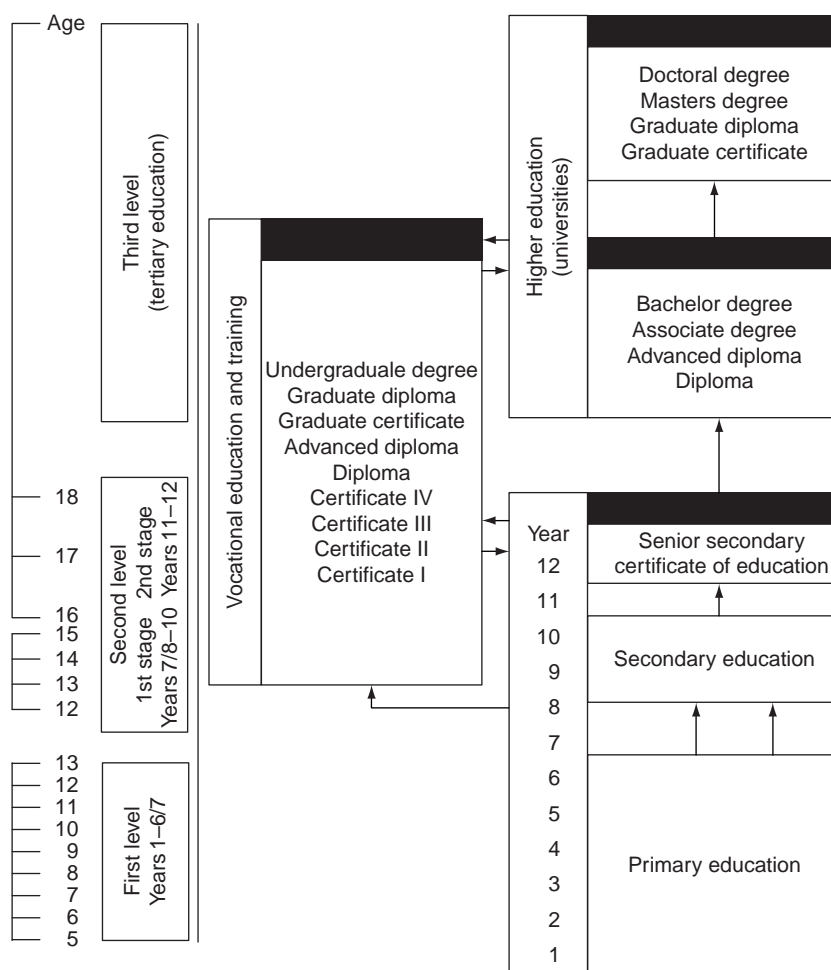 Age
18
17
16
15
14
13
12
13
12
11
10
9
8
7
6
5
Third level
(tertiary education)
Second level
1st stage 2nd stage
Years 7/8–10 Years 11–12
First level
Years 1–6/7
Vocational education and training
Undergraduale degree
Graduate diploma
Graduate certificate
Advanced diploma
Diploma
Certificate IV
Certificate III
Certificate II
Certificate I
Higher education
(universities)
Doctoral degree
Masters degree
Graduate diploma
Graduate certificate
Bachelor degree
Associate degree
Advanced diploma
Diploma
Year
12
11
10
9
8
7
6
5
4
3
2
1
Senior secondary
certificate of education
Secondary education
Primary education